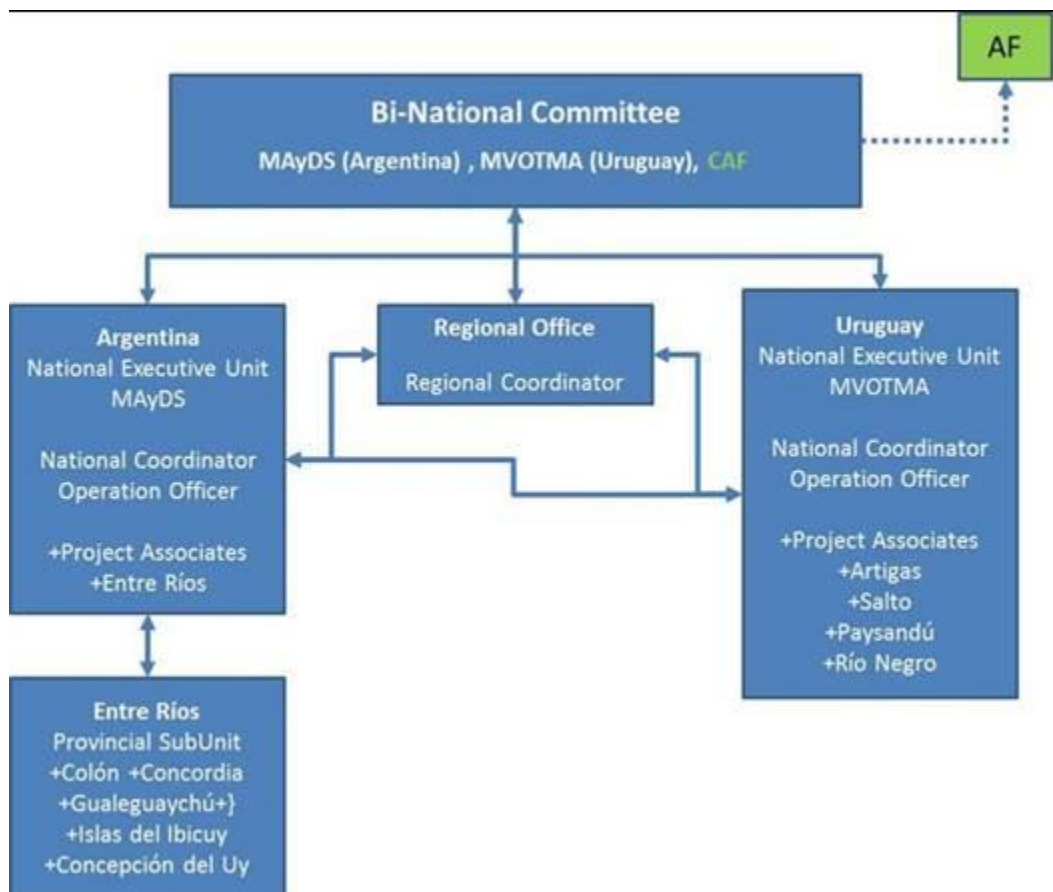 AF
Bi-National Committee
MAyDS (Argentina) , MVOTMA (Uruguay), CAF
Argentina
National Executive Unit
MAyDS
National Coordinator
Operation Officer
+Project Associates
+Entre Ríos
Regional Office
Regional Coordinator
Uruguay
National Executive Unit
MVOTMA
National Coordinator
Operation Officer
+Project Associates
+Artigas
+Salto
+Paysandú
+Río Negro
Entre Ríos
Provincial SubUnit
+Colón +Concordia
+Gualeguaychú+}
+Islas del Ibicuy
+Concepción del Uy